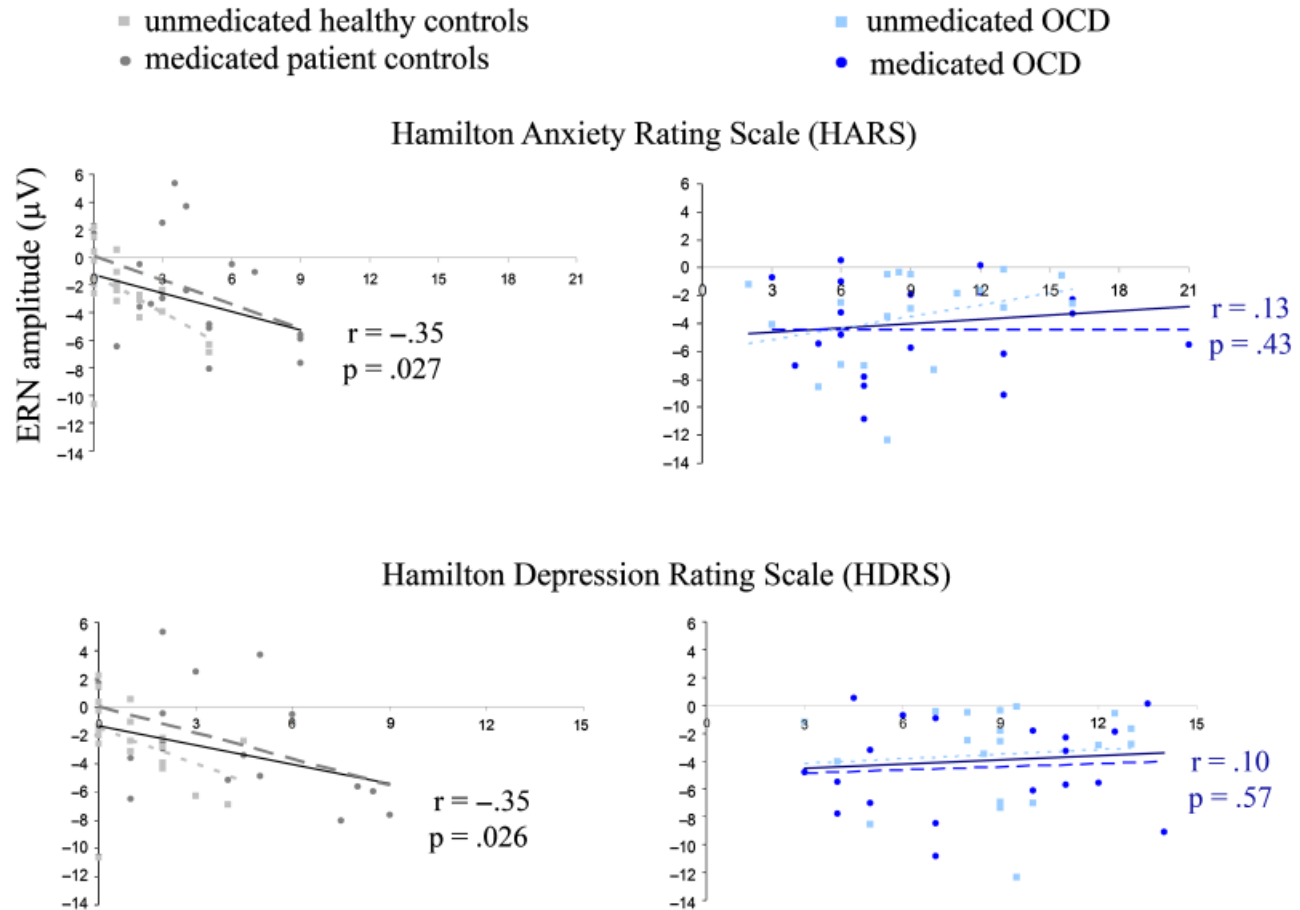 unmedicated healthy controls
medicated patient controls
unmedicated OCD
medicated OCD
Hamilton Anxiety Rating Scale (HARS)
ERN amplitude (µV)
6
4
2
0
−2
−4
−6
−8
−10
−12
−14
0 3 6 9 12 15 18 21
r = −.35
p = .027
6
4
2
0
−2
−4
−6
−8
−10
−12
−14
0 3 6 9 12 15 18 21
r = .13
p = .43
Hamilton Depression Rating Scale (HDRS)
6
4
2
0
−2
−4
−6
−8
−10
−12
−14
0 3 6 9 12 15
r = −.35
p = .026
6
4
2
0
−2
−4
−6
−8
−10
−12
−14
0 3 6 9 12 15
r = .10
p = .57